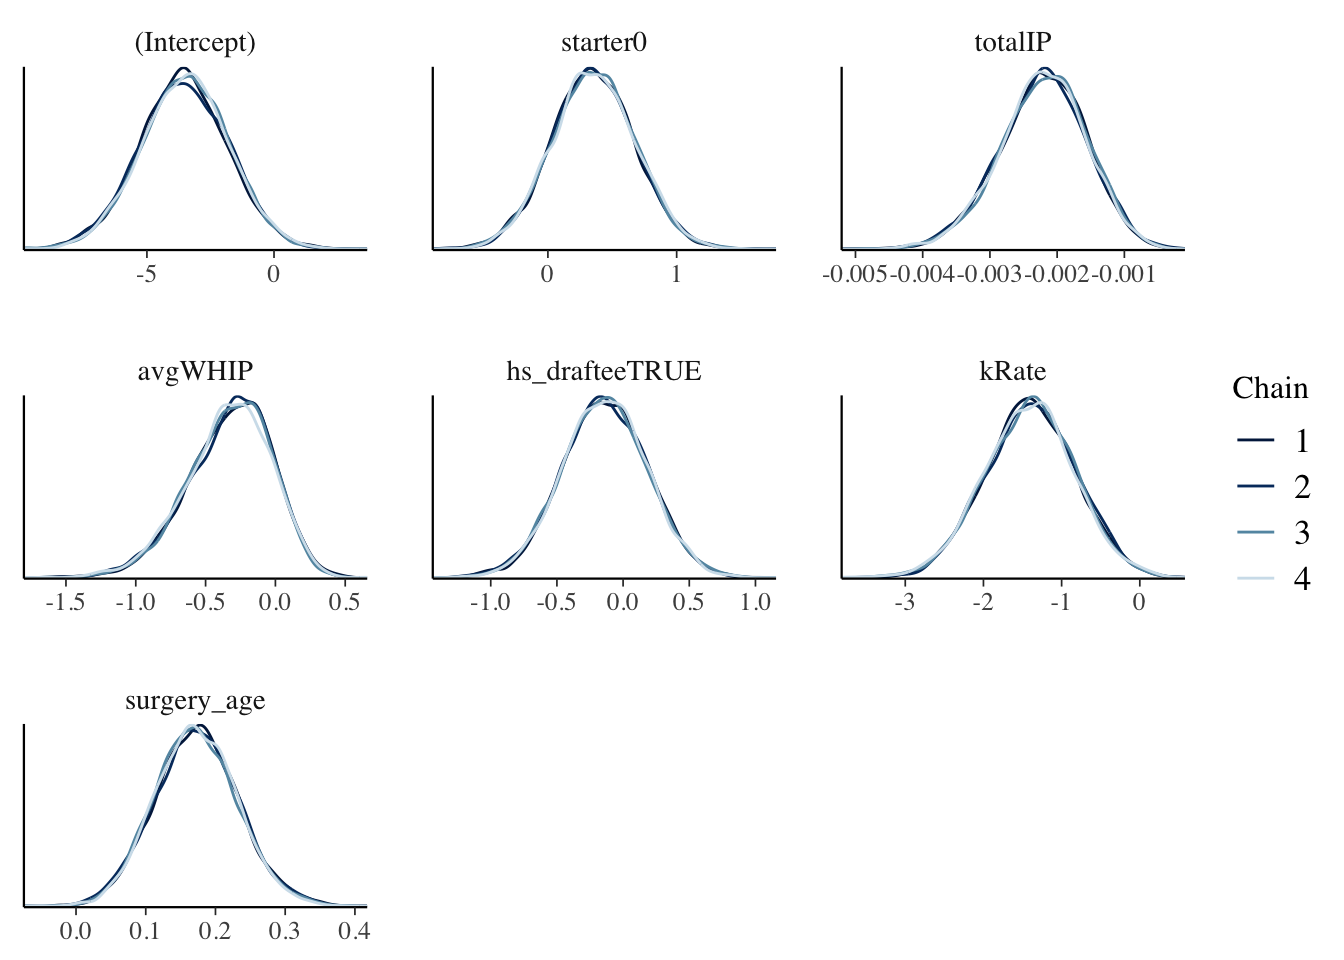 (Intercept) starter0 totalIP
-5 0 0 1 -0.005 -0.004 -0.003 -0.002 -0.001
avgWHIP hs_drafteeTRUE kRate
Chain
1
2
3
4
-1.5 -1.0 -0.5 0.0 0.5 -1.0 -0.5 0.0 0.5 1.0 -3 -2 -1 0
surgery_age
0.0 0.1 0.2 0.3 0.4